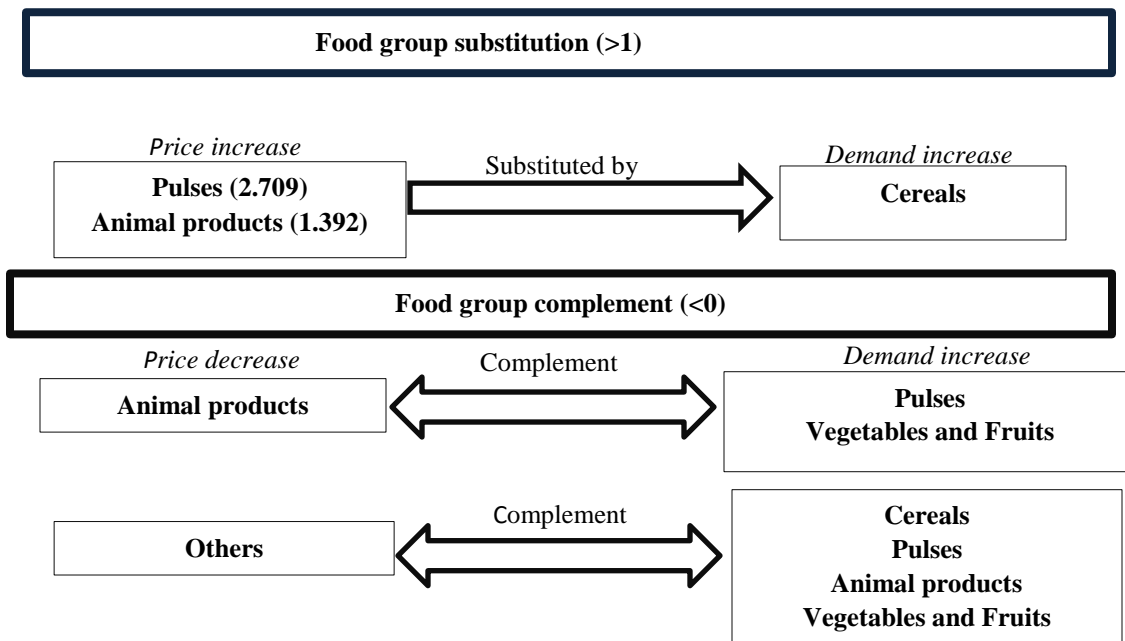 Food group substitution (>1)
Price increase
Pulses (2.709)
Animal products (1.392)
Substituted by
Demand increase
Cereals
Food group complement (<0)
Price decrease
Animal products
Complement
Demand increase
Pulses
Vegetables and Fruits
Others
Complement
Cereals
Pulses
Animal products
Vegetables and Fruits